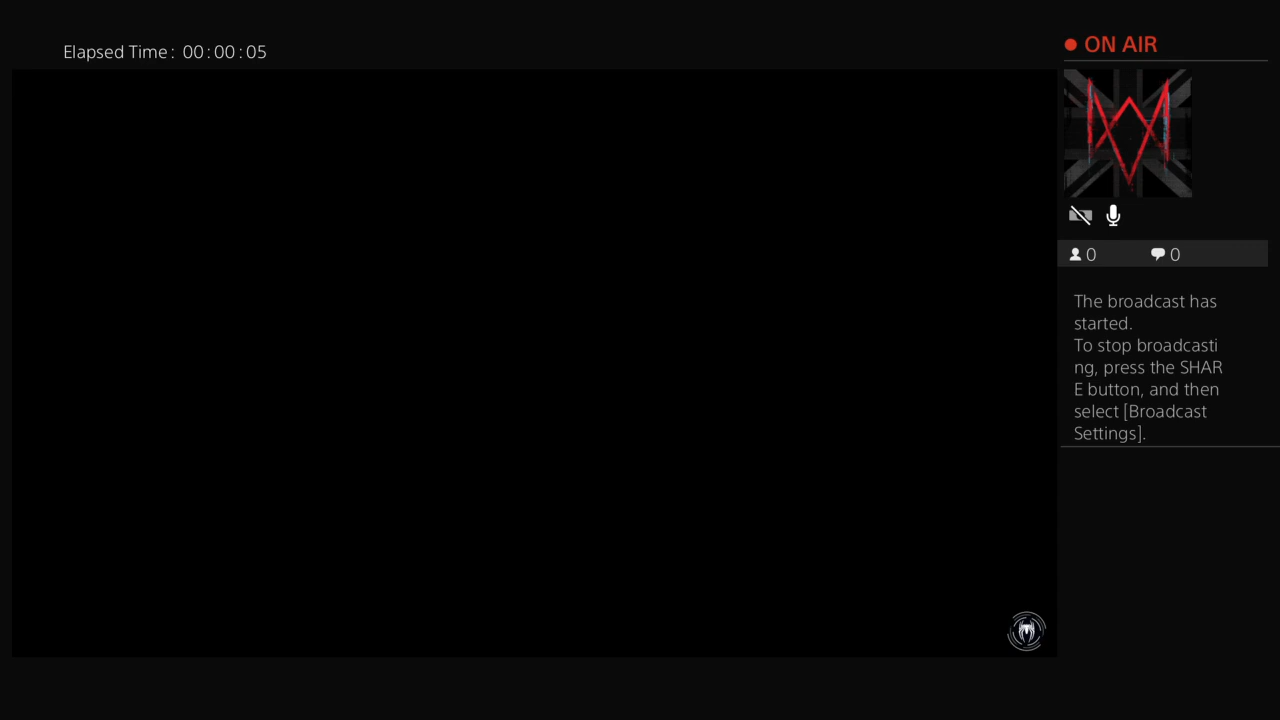 Elapsed Time: 00:00:05
ON AIR
0 0
The broadcast has
started.
To stop broadcasti
ng, press the SHAR
E button, and then
select [Broadcast
Settings].